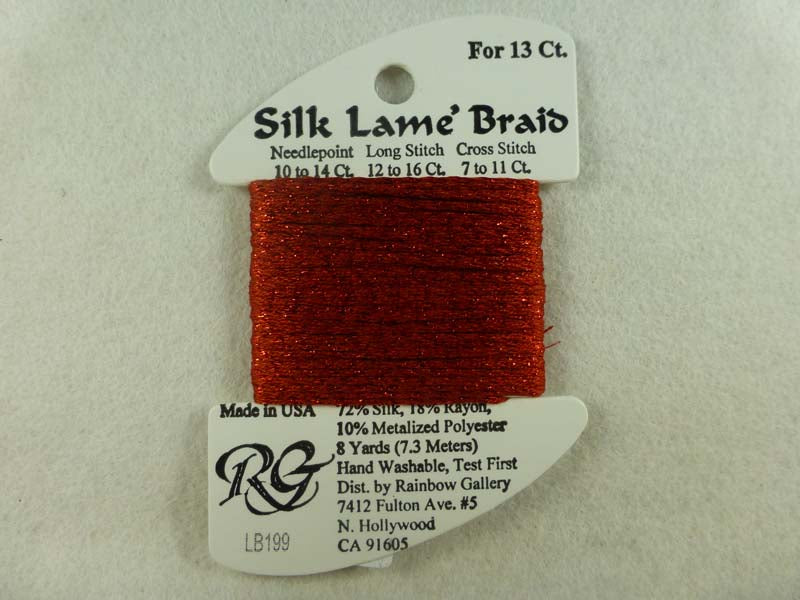 For 13 Ct.
Silk Lame' Braid
Needlepoint Long Stitch Cross Stitch
10 to 14 Ct. 12 to 16 Ct. 7 to 11 Ct.
Made in USA
72% Silk, 18% Rayon,
10% Metalized Polyester
8 Yards (7.3 Meters)
Hand Washable, Test First
Dist. by Rainbow Gallery
7412 Fulton Ave. #5
N. Hollywood
CA 91605
RG
LB199